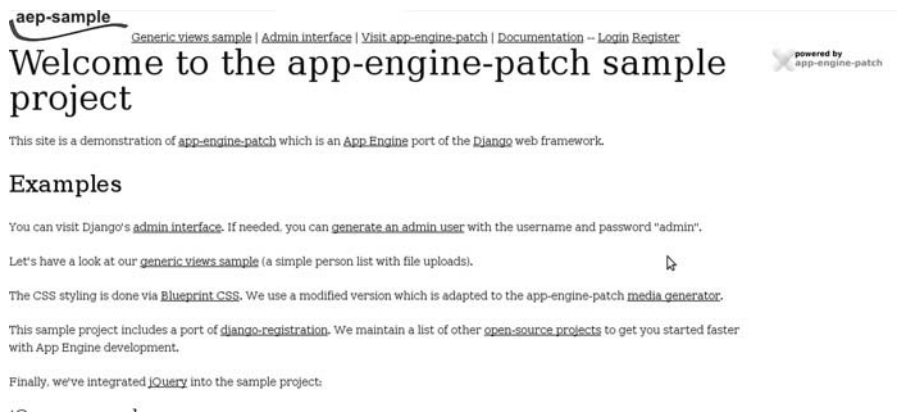 aep-sample
Generic views sample | Admin interface | Visit app-engine-patch | Documentation -- Login Register
Welcome to the app-engine-patch sample
project
powered by
app-engine-patch
This site is a demonstration of app-engine-patch which is an App Engine port of the Django web framework.
Examples
You can visit Django's admin interface. If needed, you can generate an admin user with the username and password "admin".
Let's have a look at our generic views sample (a simple person list with file uploads).
The CSS styling is done via Blueprint CSS. We use a modified version which is adapted to the app-engine-patch media generator.
This sample project includes a port of django-registration. We maintain a list of other open-source projects to get you started faster
with App Engine development.
Finally, we've integrated jQuery into the sample project: